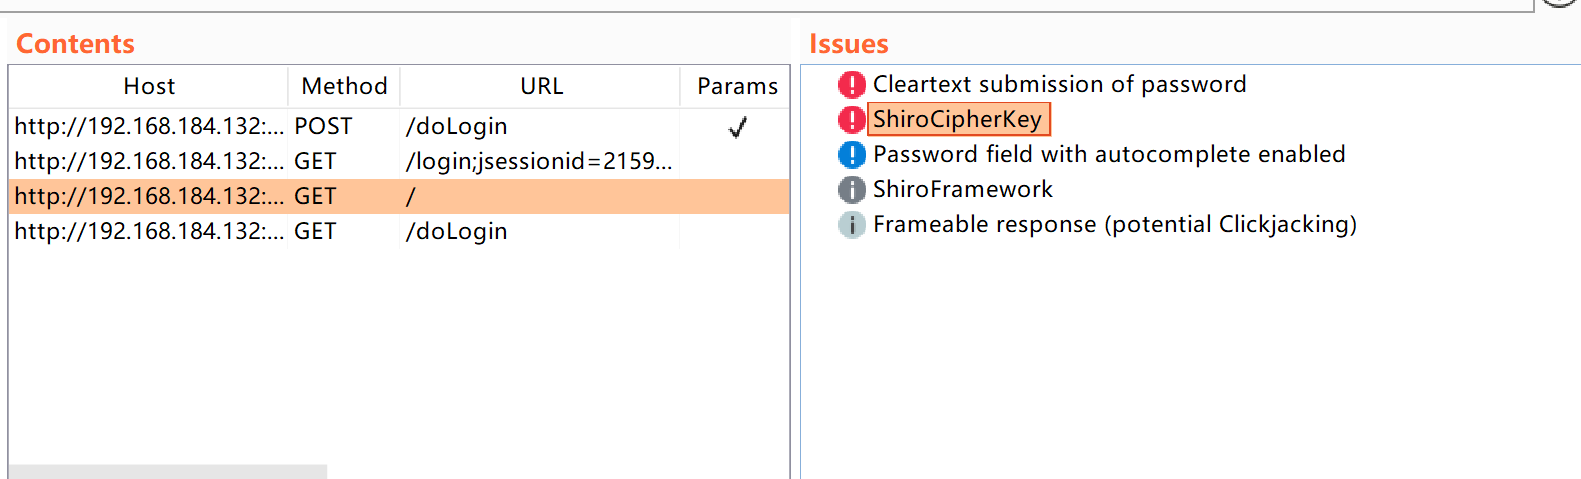 Contents
Host Method URL Params
http://192.168.184.132:... POST /doLogin ✓
http://192.168.184.132:... GET /login;jsessionid=2159...
http://192.168.184.132:... GET /
http://192.168.184.132:... GET /doLogin
Issues
Cleartext submission of password
ShiroCipherKey
Password field with autocomplete enabled
ShiroFramework
Frameable response (potential Clickjacking)